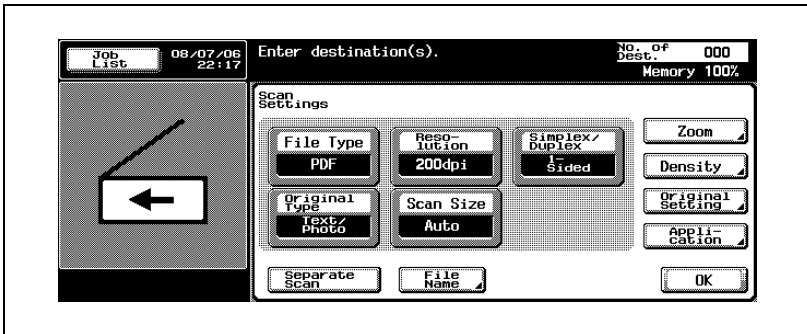 Job
List
08/07/06
22:17
Enter destination(s).
No. of
Dest.
000
Memory 100%
Scan
Settings
File Type
PDF
Reso-
lution
200dpi
Simplex/
Duplex
1-
Sided
Zoom
Density
Original
Type
Text/
Photo
Scan Size
Auto
Original
Setting
Appli-
cation
Separate
Scan
File
Name
OK